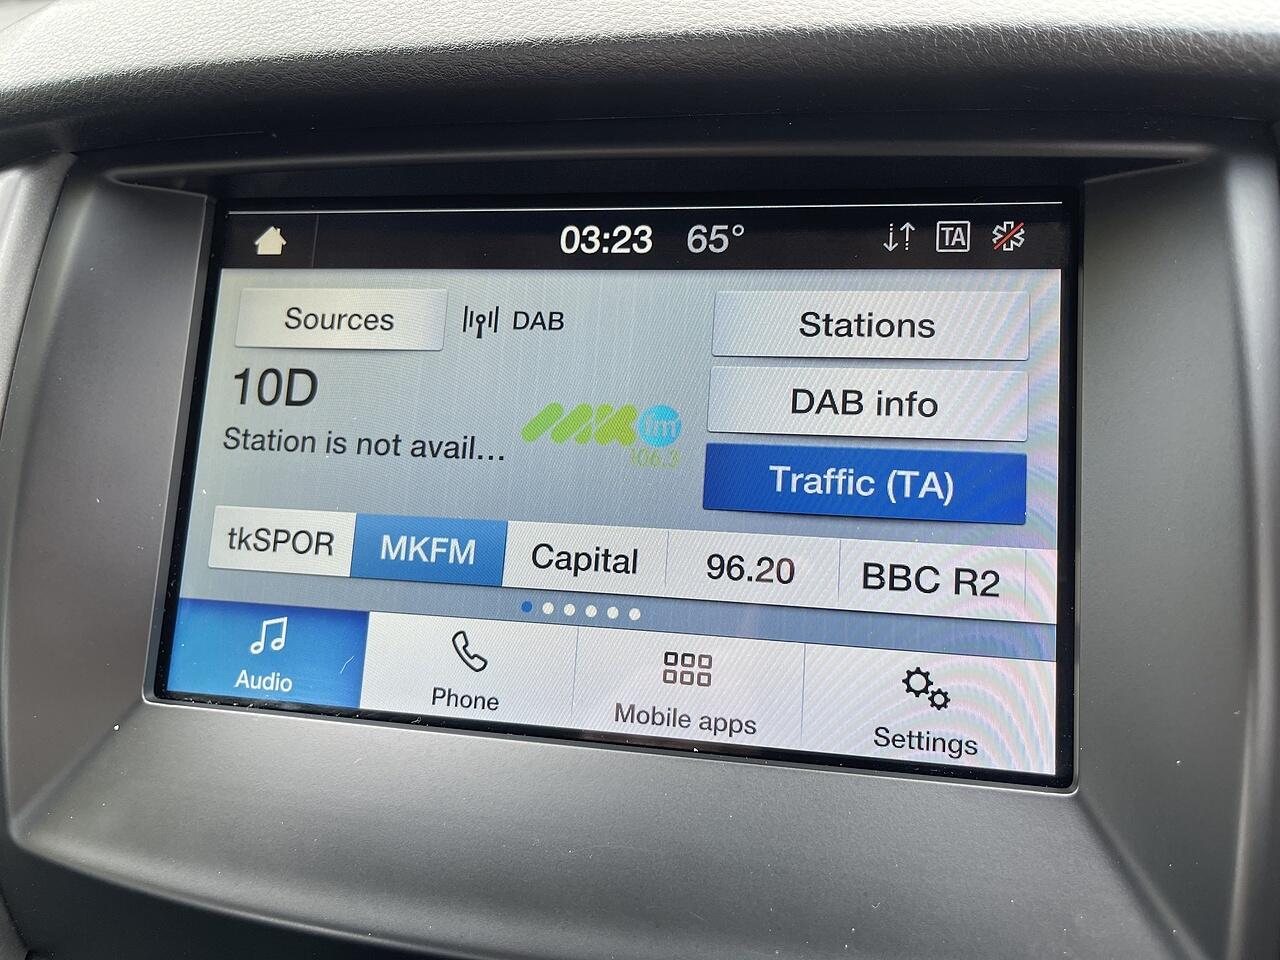 03:23 65°
TA
Sources DAB Stations
10D
Station is not avail...
fm
106.3
DAB info
Traffic (TA)
tkSPOR MKFM Capital 96.20 BBC R2
Audio Phone Mobile apps Settings